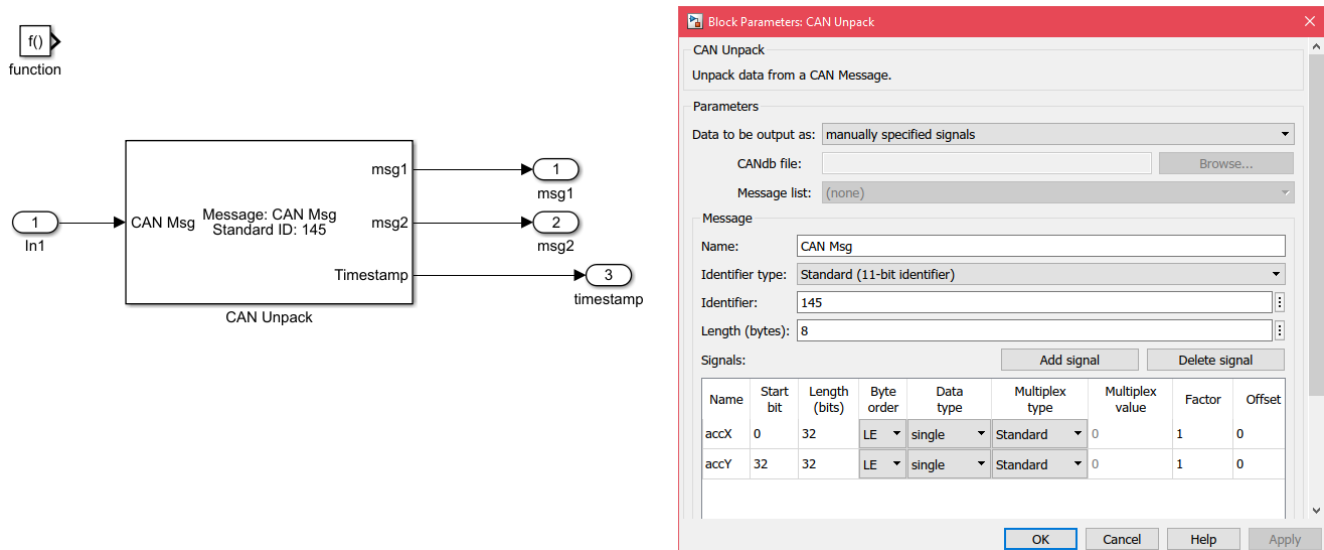 f()
function
1
In1
CAN Msg
Message: CAN Msg
Standard ID: 145
msg1
msg2
Timestamp
CAN Unpack
1
msg1
2
msg2
3
timestamp
Block Parameters: CAN Unpack
CAN Unpack
Unpack data from a CAN Message.
Parameters
Data to be output as: manually specified signals
CANdb file: Browse...
Message list: (none)
Message
Name: CAN Msg
Identifier type: Standard (11-bit identifier)
Identifier: 145
Length (bytes): 8
Signals: Add signal Delete signal
Name Start bit Length (bits) Byte order Data type Multiplex type Multiplex value Factor Offset
accX 0 32 LE single Standard 0 1 0
accY 32 32 LE single Standard 0 1 0
OK Cancel Help Apply